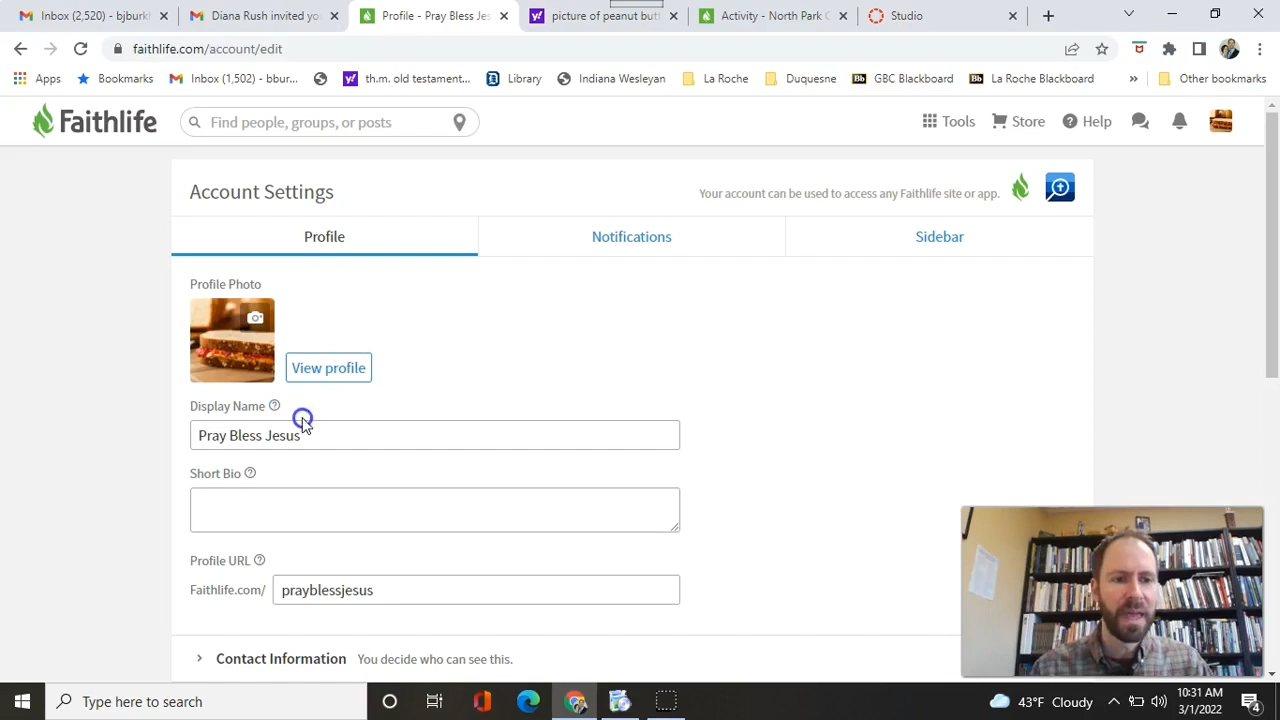 Inbox (2,520) - bjburkh
Diana Rush invited yo
Profile - Pray Bless Jes
picture of peanut butt
Activity - North Park C
Studio
faithlife.com/account/edit
Apps
Bookmarks
Inbox (1,502) - bbur...
th.m. old testament...
Library
Indiana Wesleyan
La Roche
Duquesne
Bb GBC Blackboard
Bb La Roche Blackboard
»
Other bookmarks
Faithlife
Find people, groups, or posts
Tools
Store
Help
Account Settings
Your account can be used to access any Faithlife site or app.
Profile
Notifications
Sidebar
Profile Photo
View profile
Display Name
Pray Bless Jesus
Short Bio
Profile URL
Faithlife.com/ prayblessjesus
Contact Information You decide who can see this.
Type here to search
43°F Cloudy
10:31 AM
3/1/2022
4